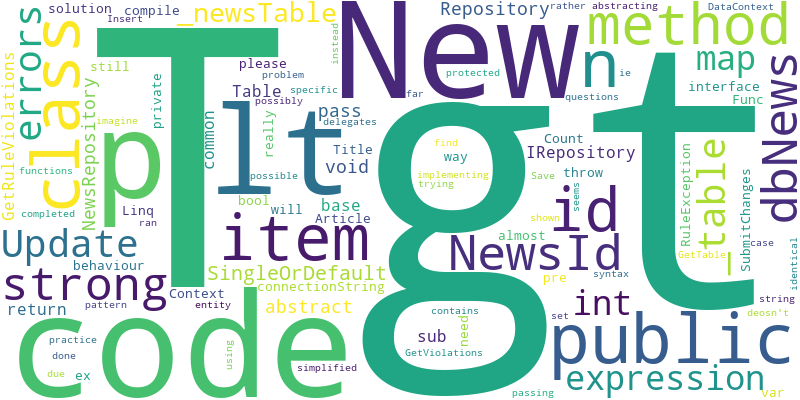 solution
compile
_newsTable
Insert
New
Repository
rather
abstracting
DataContext
method
instead
GetRuleViolations
errors
class
still
please
problem
specific
protected
far
ie
questions
n
map
interface
Func
dbNews
T
p
lt
gt
NewsRepository
private
Table
possibly
common
really
pass
delegates
Title
void
find
way
implementing
trying
Count
IRepository
throw
imagine
functions
completed
Linq
ran
possible
bool
will
base
Article
almost
shown
Save
seems
id
_table
RuleException
SubmitChanges
GetTable
case
identical
Update
behaviour
strong
return
pattern
Context
entity
item
SingleOrDefault
connectionString
abstract
NewsId
pre
syntax
set
int
string
deosn't
code
practice
done
due
ex
using
simplified
contains
sub
need
GetViolations
passing
public
expression
var